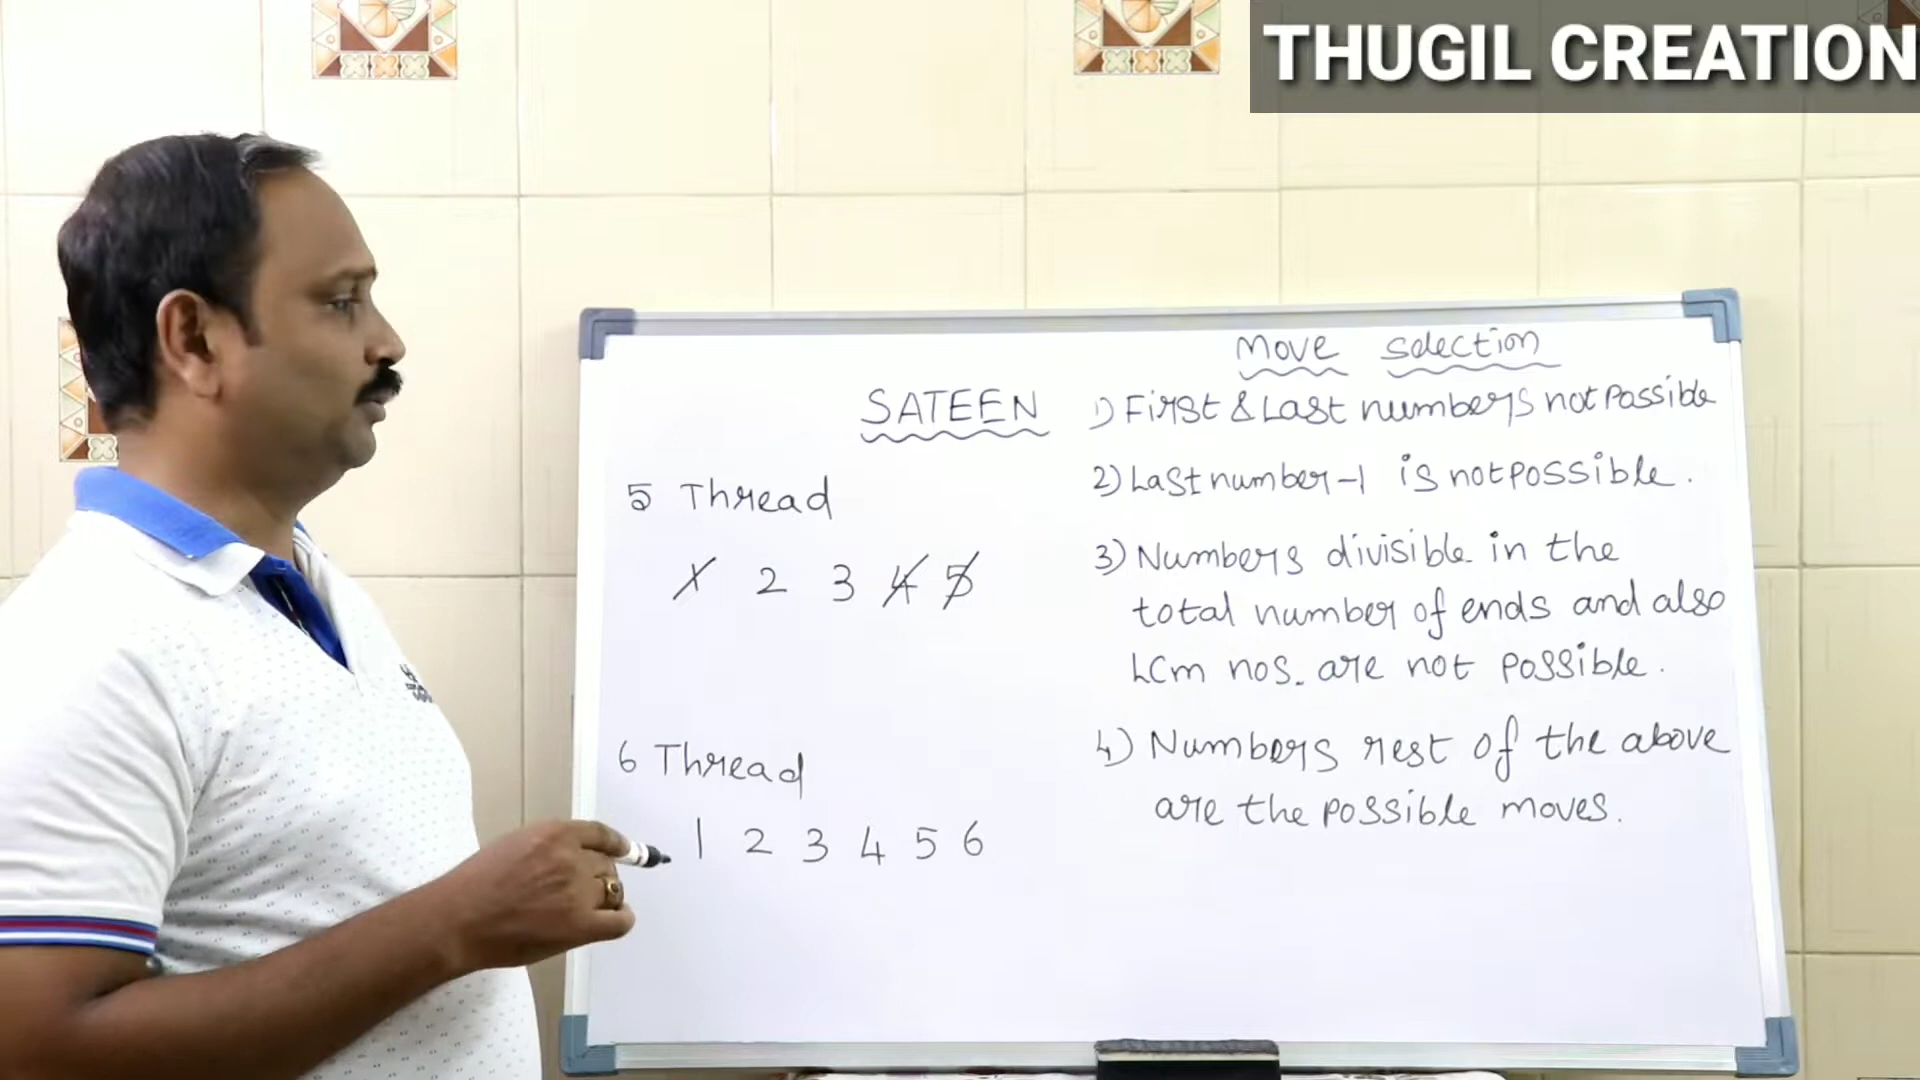 THUGIL CREATION
SATEEN
5 Thread
1 2 3 4 5
6 Thread
1 2 3 4 5 6
Move Selection
1) First & Last numbers not Possible
2) Last number-1 is not possible.
3) Numbers divisible in the
total number of ends and also
LCm nos. are not possible.
4) Numbers rest of the above
are the possible moves.